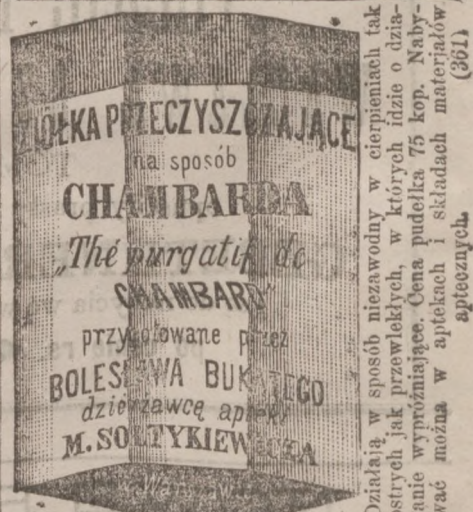 ZIÓŁKA PRZECZYSZCZAJĄCE
na sposób
CHAMBARDA
„Thé purgatif de
CHAMBARD"
przygotowane przez
BOLESŁAWA BUKATEGO
dzierżawcę apteki
M. SOŁTYKIEWICZA
w Warszawie
Działają w sposób niezawodny w cierpieniach tak
ostrych jak przewlekłych, w których idzie o dzia-
łanie wypróżniające. Cena pudełka 75 kop. Naby-
wać można w aptekach i składach materjałów
aptecznych. (361)